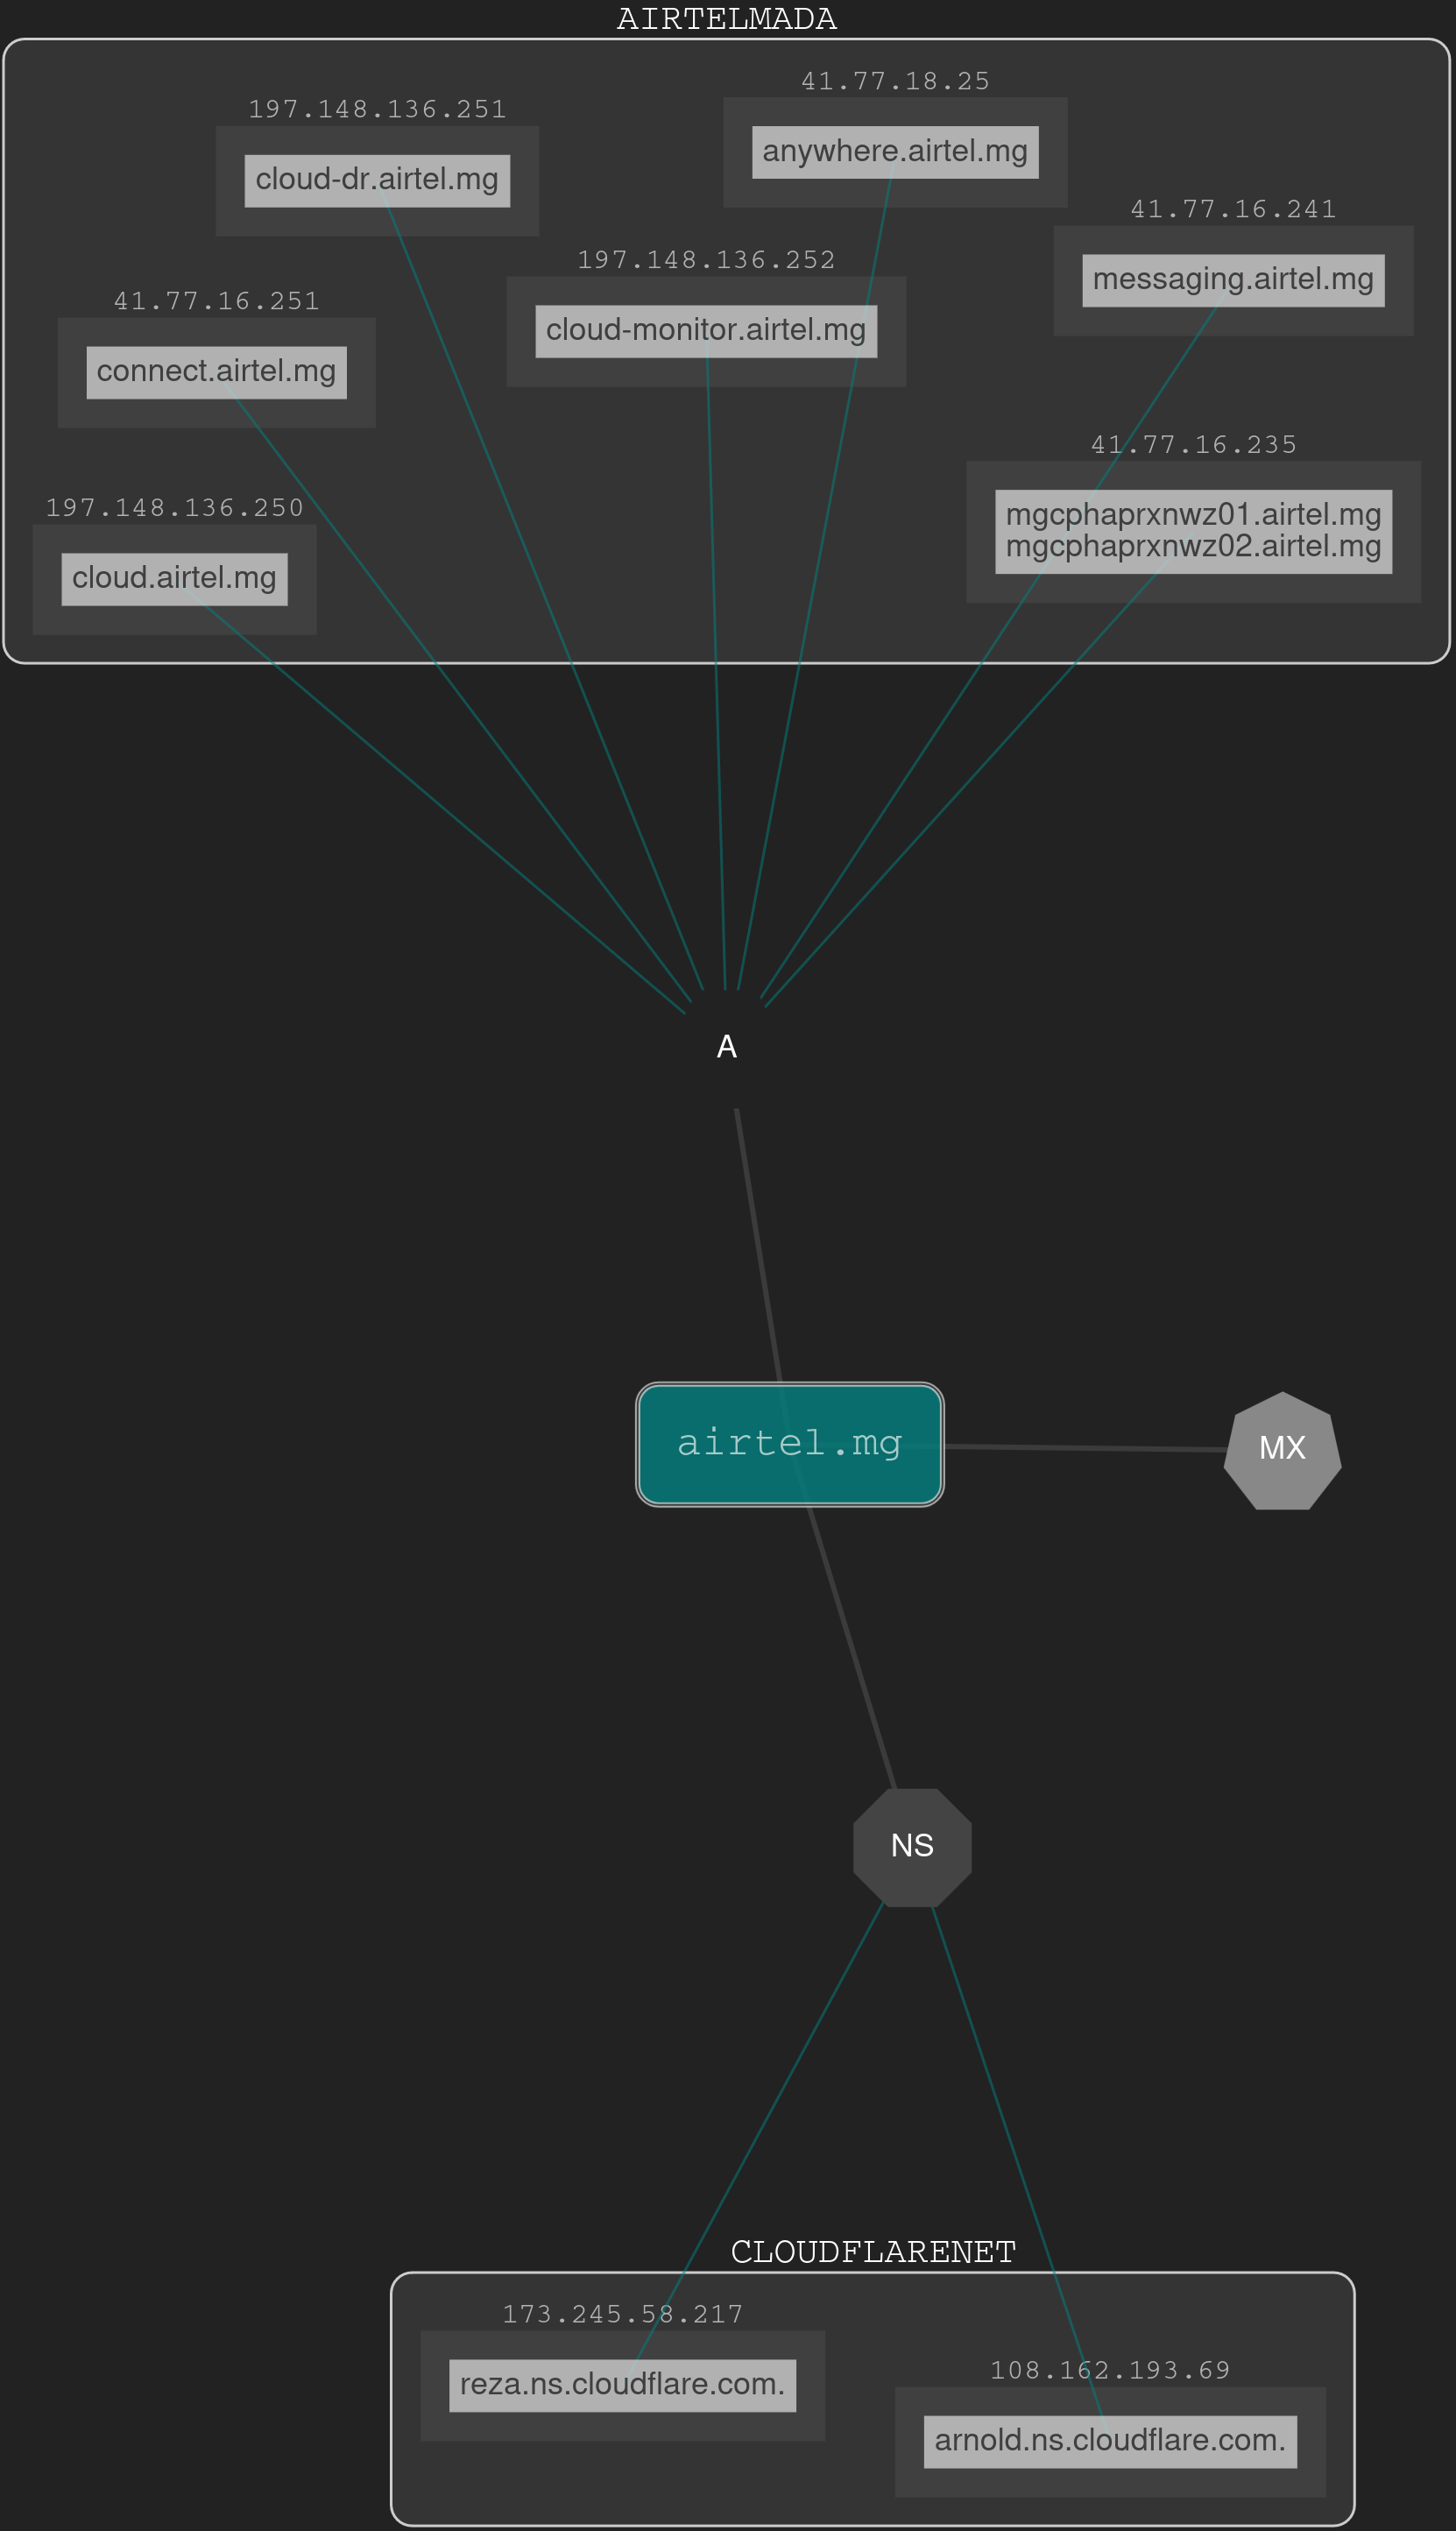 AIRTELMADA
41.77.18.25
anywhere.airtel.mg
197.148.136.251
cloud-dr.airtel.mg
41.77.16.241
messaging.airtel.mg
197.148.136.252
cloud-monitor.airtel.mg
41.77.16.251
connect.airtel.mg
41.77.16.235
mgcphaprxnwz01.airtel.mg
mgcphaprxnwz02.airtel.mg
197.148.136.250
cloud.airtel.mg
A
airtel.mg
MX
NS
CLOUDFLARENET
173.245.58.217
reza.ns.cloudflare.com.
108.162.193.69
arnold.ns.cloudflare.com.